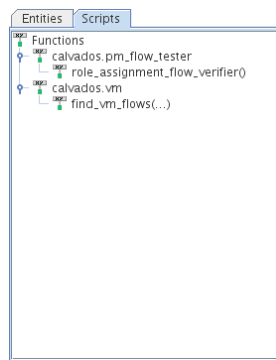 Entities Scripts
Functions
calvados.pm_flow_tester
role_assignment_flow_verifier()
calvados.vm
find_vm_flows(...)